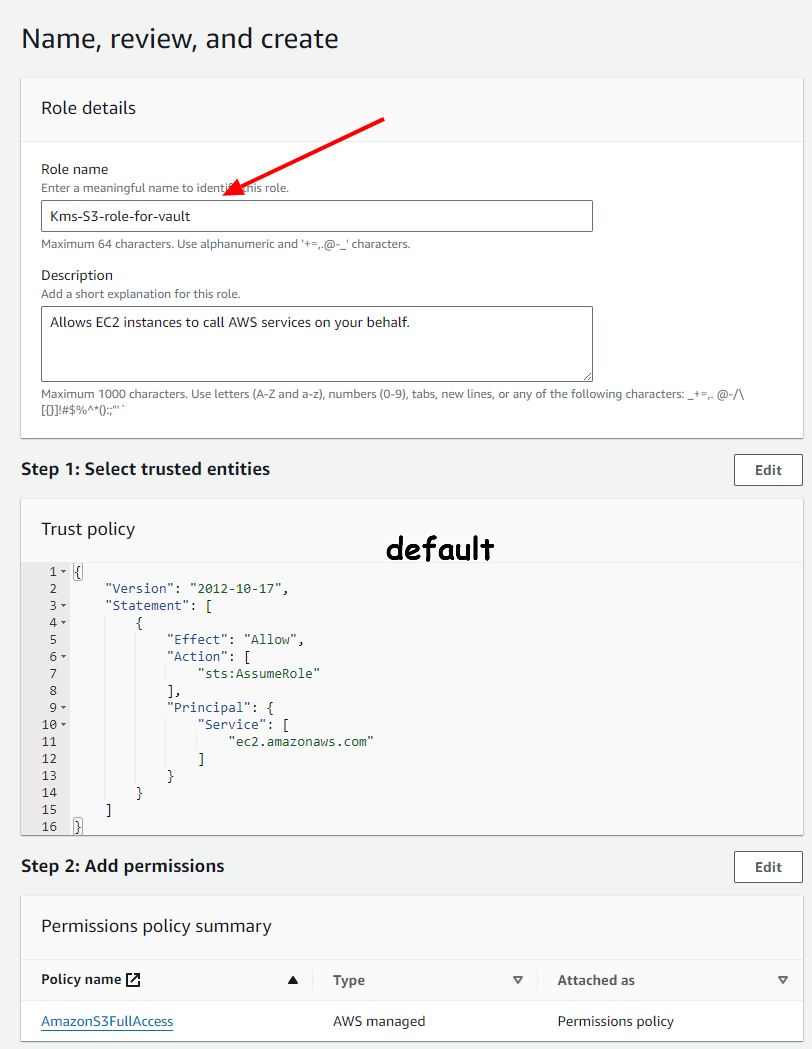 Name, review, and create
Role details
Role name
Enter a meaningful name to identify this role.
Kms-S3-role-for-vault
Maximum 64 characters. Use alphanumeric and '+=,.@-_' characters.
Description
Add a short explanation for this role.
Allows EC2 instances to call AWS services on your behalf.
Maximum 1000 characters. Use letters (A-Z and a-z), numbers (0-9), tabs, new lines, or any of the following characters: _+=,. @-/\
[{}]!#$%^*();:"'`
Step 1: Select trusted entities
Edit
Trust policy
default
1 {
2 "Version": "2012-10-17",
3 "Statement": [
4 {
5 "Effect": "Allow",
6 "Action": [
7 "sts:AssumeRole"
8 ],
9 "Principal": {
10 "Service": [
11 "ec2.amazonaws.com"
12 ]
13 }
14 }
15 ]
16 }
Step 2: Add permissions
Edit
Permissions policy summary
Policy name Type Attached as
AmazonS3FullAccess AWS managed Permissions policy